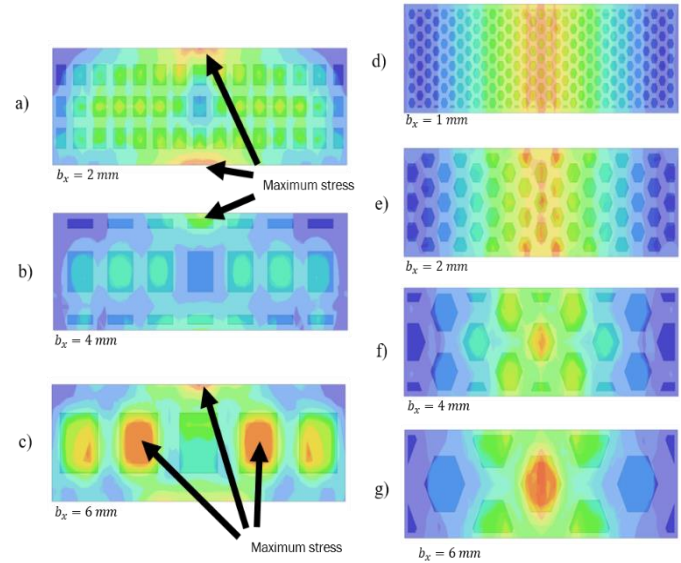 a)
b_x = 2 mm
Maximum stress
b)
b_x = 4 mm
c)
b_x = 6 mm
Maximum stress
d)
b_x = 1 mm
e)
b_x = 2 mm
f)
b_x = 4 mm
g)
b_x = 6 mm